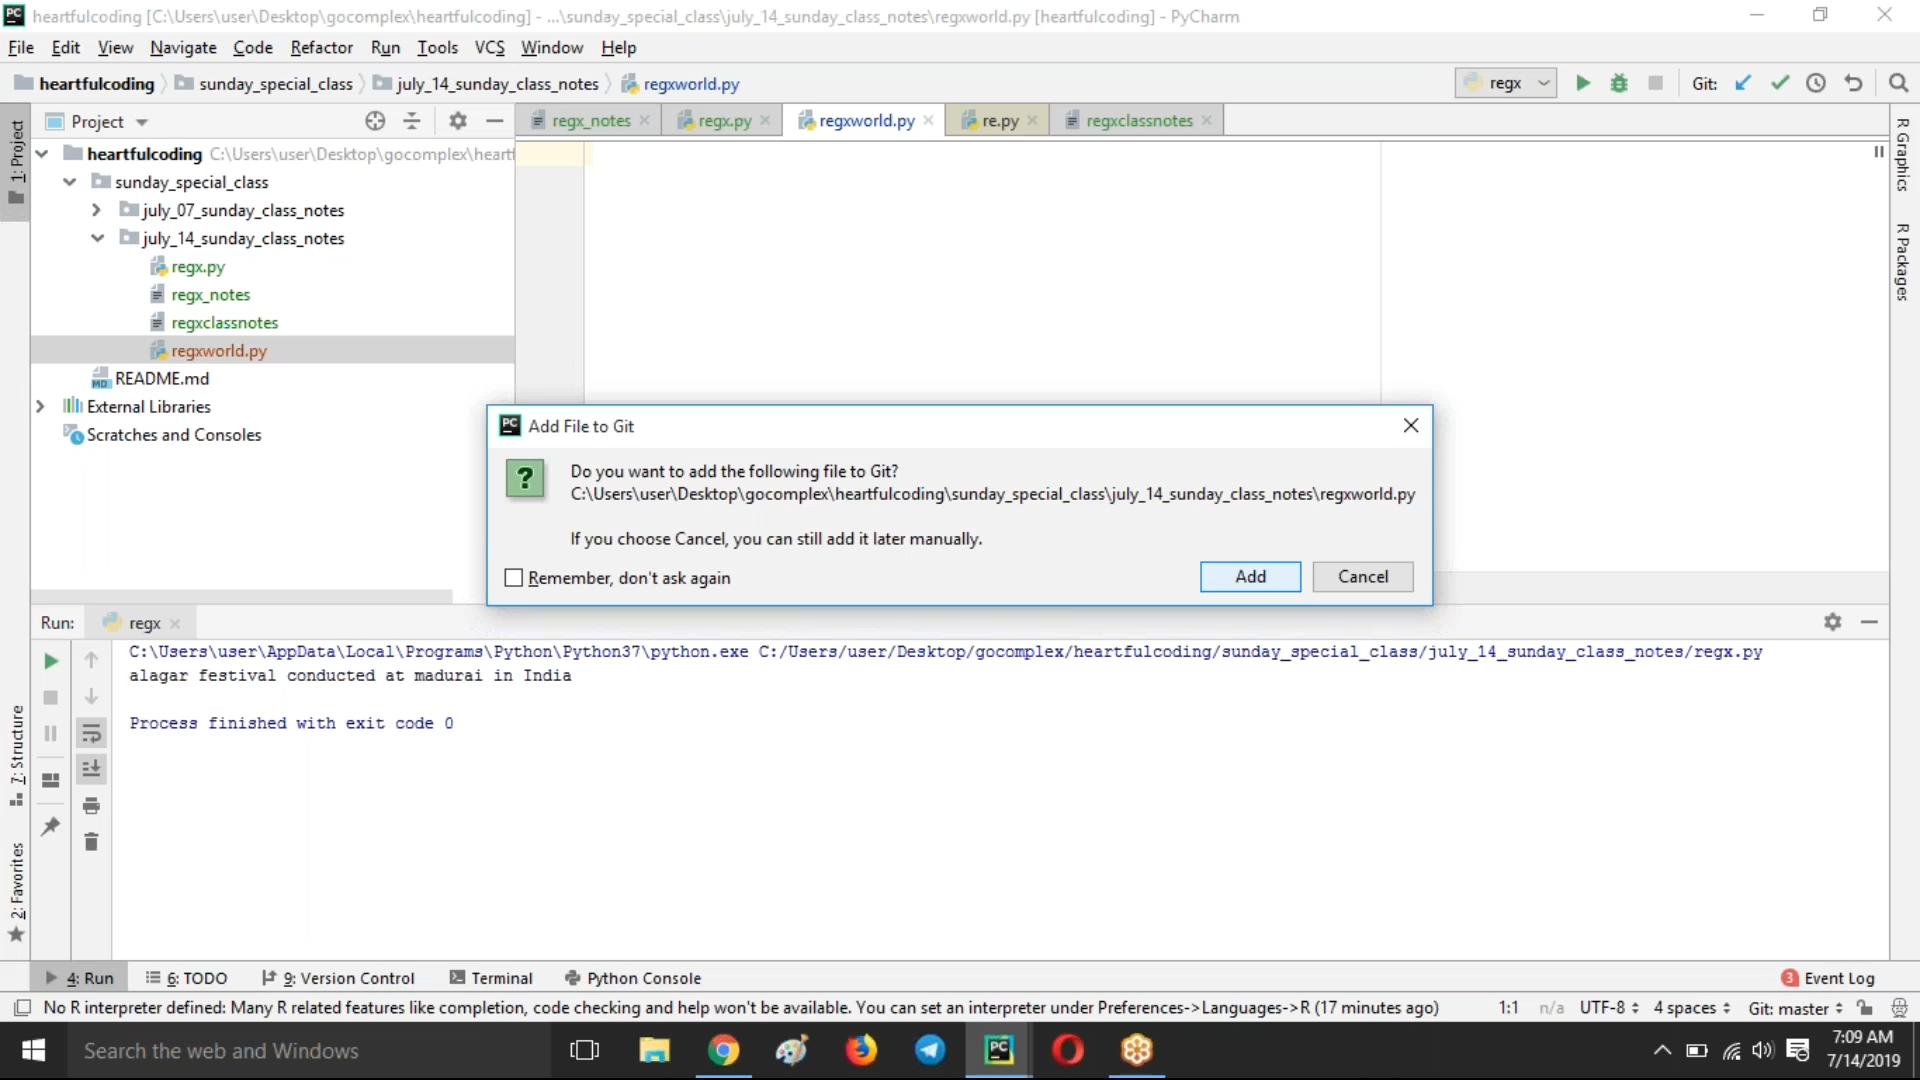 heartfulcoding [C:\Users\user\Desktop\gocomplex\heartfulcoding] - ...\sunday_special_class\july_14_sunday_class_notes\regxworld.py [heartfulcoding] - PyCharm
File Edit View Navigate Code Refactor Run Tools VCS Window Help
heartfulcoding sunday_special_class july_14_sunday_class_notes regxworld.py regx Git:
1: Project
Project
regx_notes regx.py regxworld.py re.py regxclassnotes
R Graphics
R Packages
heartfulcoding C:\Users\user\Desktop\gocomplex\heartf
sunday_special_class
july_07_sunday_class_notes
july_14_sunday_class_notes
regx.py
regx_notes
regxclassnotes
regxworld.py
MD README.md
External Libraries
Scratches and Consoles
PC Add File to Git
Do you want to add the following file to Git?
C:\Users\user\Desktop\gocomplex\heartfulcoding\sunday_special_class\july_14_sunday_class_notes\regxworld.py
If you choose Cancel, you can still add it later manually.
Remember, don't ask again
Add Cancel
Run: regx
C:\Users\user\AppData\Local\Programs\Python\Python37\python.exe C:/Users/user/Desktop/gocomplex/heartfulcoding/sunday_special_class/july_14_sunday_class_notes/regx.py
alagar festival conducted at madurai in India
Process finished with exit code 0
7: Structure
2: Favorites
4: Run 6: TODO 9: Version Control Terminal Python Console 3 Event Log
No R interpreter defined: Many R related features like completion, code checking and help won't be available. You can set an interpreter under Preferences->Languages->R (17 minutes ago) 1:1 n/a UTF-8 4 spaces Git: master
Search the web and Windows
7:09 AM
7/14/2019